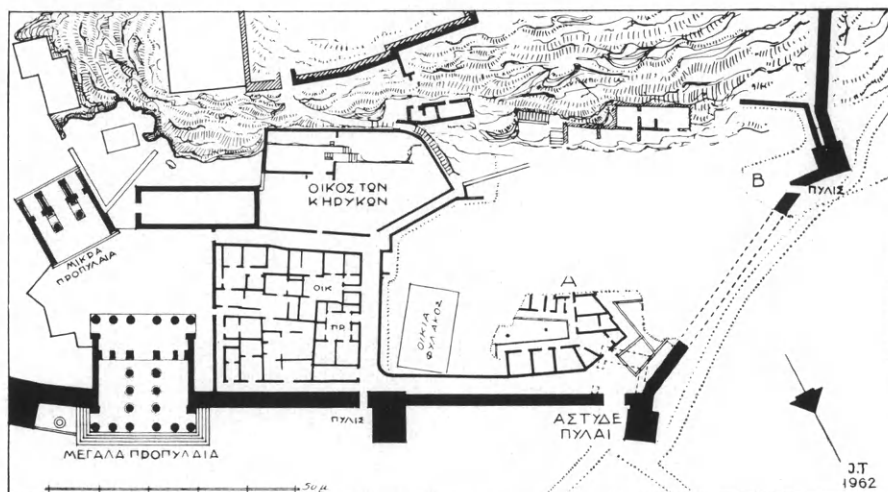 ΟΙΚΟΣ ΤΩΝ
ΚΗΡΥΚΩΝ
Β
ΠΥΛΙΣ
ΜΙΚΡΑ
ΠΡΟΠΥΛΑΙΑ
ΟΙΚ
ΠΡ
Α
ΟΙΚΙΑ
ΦΥΛΑΚΟΣ
ΠΥΛΙΣ
ΑΣΤΥΔΕ
ΠΥΛΑΙ
ΜΕΓΑΛΑ ΠΡΟΠΥΛΑΙΑ
50 μ
J.T
1962